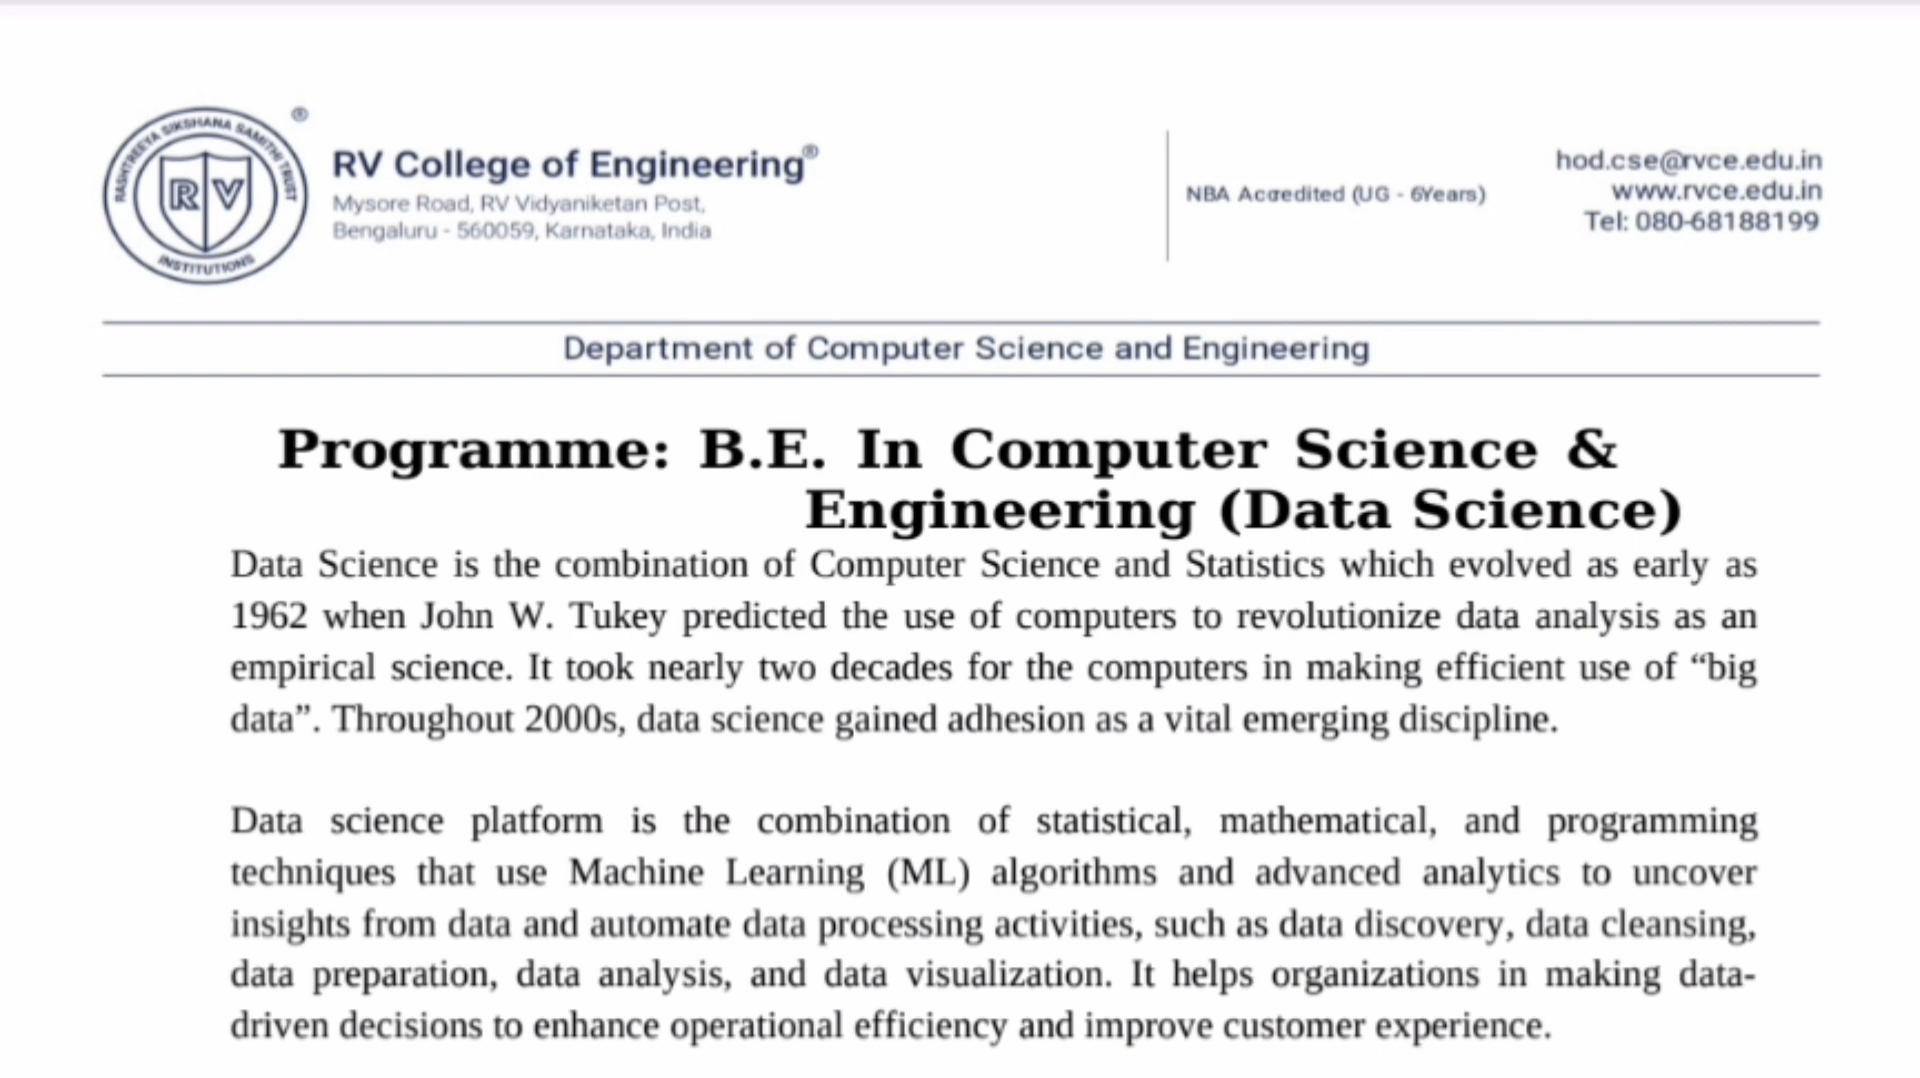 RASHTREEYA SIKSHANA SAMITHI TRUST
RV
INSTITUTIONS
®
RV College of Engineering®
Mysore Road, RV Vidyaniketan Post,
Bengaluru - 560059, Karnataka, India
NBA Accredited (UG - 6Years)
hod.cse@rvce.edu.in
www.rvce.edu.in
Tel: 080-68188199
Department of Computer Science and Engineering
Programme: B.E. In Computer Science &
Engineering (Data Science)
Data Science is the combination of Computer Science and Statistics which evolved as early as
1962 when John W. Tukey predicted the use of computers to revolutionize data analysis as an
empirical science. It took nearly two decades for the computers in making efficient use of “big
data”. Throughout 2000s, data science gained adhesion as a vital emerging discipline.
Data science platform is the combination of statistical, mathematical, and programming
techniques that use Machine Learning (ML) algorithms and advanced analytics to uncover
insights from data and automate data processing activities, such as data discovery, data cleansing,
data preparation, data analysis, and data visualization. It helps organizations in making data-
driven decisions to enhance operational efficiency and improve customer experience.